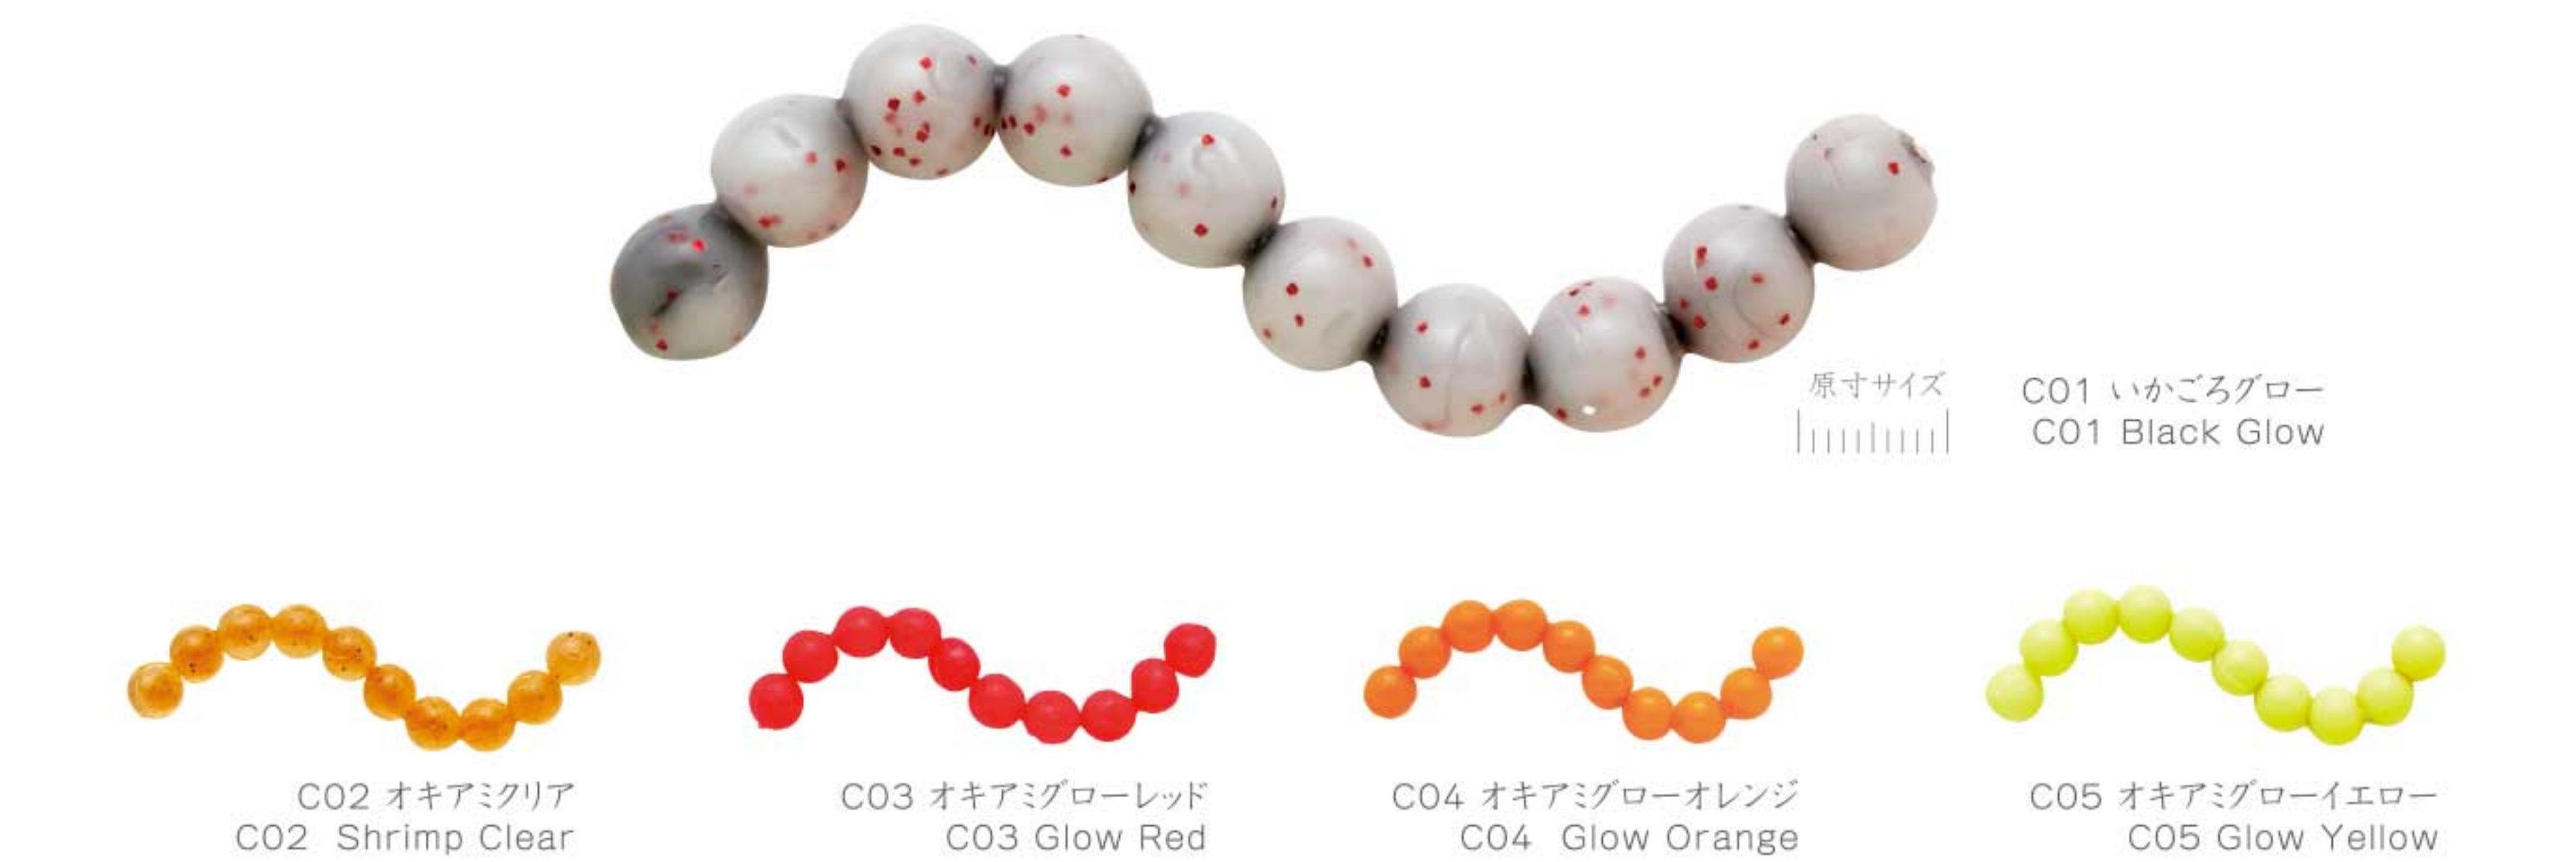 原寸サイズ
C01 いかごろグロー
C01 Black Glow
C02 オキアミクリア
C02 Shrimp Clear
C03 オキアミグローレッド
C03 Glow Red
C04 オキアミグローオレンジ
C04 Glow Orange
C05 オキアミグローイエロー
C05 Glow Yellow